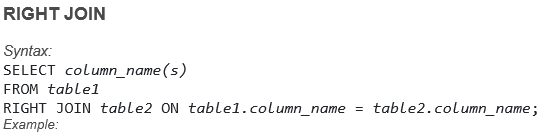 RIGHT JOIN
Syntax:
SELECT column_name(s)
FROM table1
RIGHT JOIN table2 ON table1.column_name = table2.column_name;
Example: